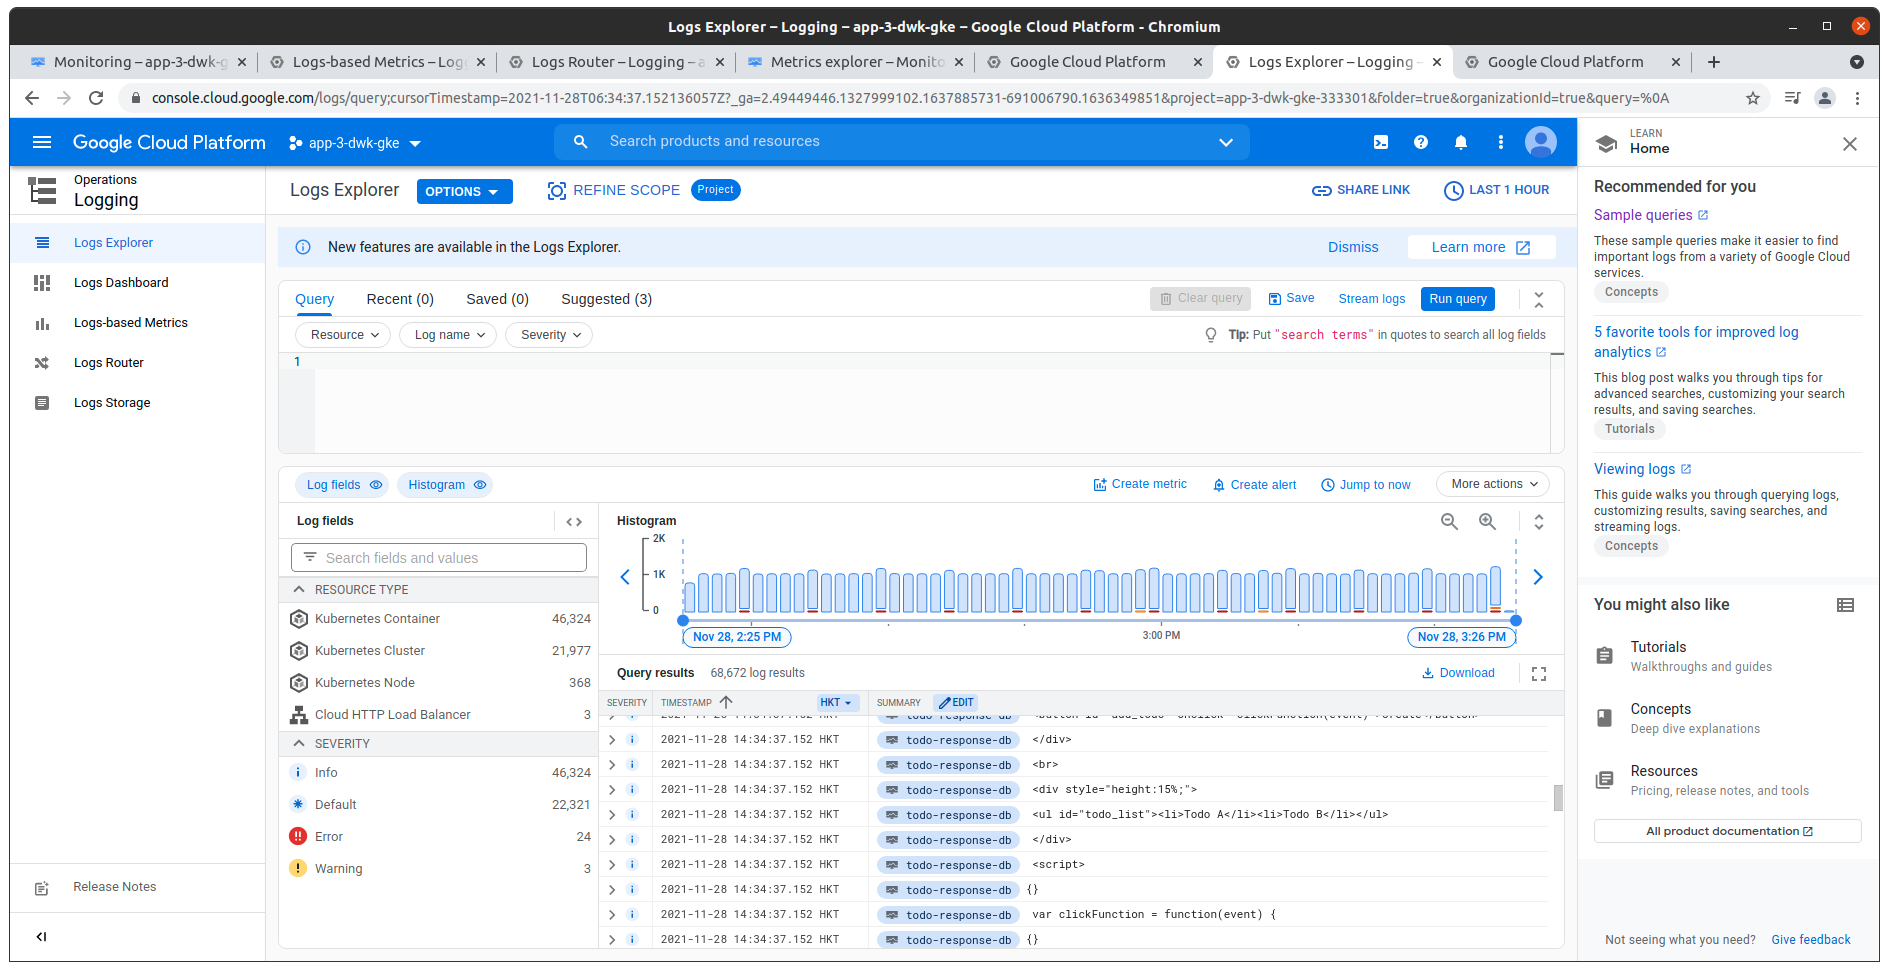 Logs Explorer – Logging – app-3-dwk-gke – Google Cloud Platform - Chromium
Monitoring – app-3-dwk-g
Logs-based Metrics – Log
Logs Router – Logging – a
Metrics explorer – Monito
Google Cloud Platform
Logs Explorer – Logging –
Google Cloud Platform
console.cloud.google.com/logs/query;cursorTimestamp=2021-11-28T06:34:37.152136057Z?_ga=2.49449446.1327999102.1637885731-691006790.1636349851&project=app-3-dwk-gke-333301&folder=true&organizationId=true&query=%0A
Google Cloud Platform
app-3-dwk-gke
Search products and resources
Operations
Logging
Logs Explorer
Logs Dashboard
Logs-based Metrics
Logs Router
Logs Storage
Release Notes
Logs Explorer
OPTIONS
REFINE SCOPE
Project
SHARE LINK
LAST 1 HOUR
New features are available in the Logs Explorer.
Dismiss
Learn more
Query
Recent (0)
Saved (0)
Suggested (3)
Clear query
Save
Stream logs
Run query
Resource
Log name
Severity
Tip: Put "search terms" in quotes to search all log fields
1
Log fields
Histogram
Create metric
Create alert
Jump to now
More actions
Log fields
Search fields and values
RESOURCE TYPE
Kubernetes Container 46,324
Kubernetes Cluster 21,977
Kubernetes Node 368
Cloud HTTP Load Balancer 3
SEVERITY
Info 46,324
Default 22,321
Error 24
Warning 3
Histogram
2K
1K
0
Nov 28, 2:25 PM
3:00 PM
Nov 28, 3:26 PM
Query results 68,672 log results
Download
SEVERITY TIMESTAMP HKT SUMMARY EDIT
2021-11-28 14:34:37.152 HKT todo-response-db <button id="add_todo" onclick="clickFunction(event)">Create</button>
2021-11-28 14:34:37.152 HKT todo-response-db </div>
2021-11-28 14:34:37.152 HKT todo-response-db <br>
2021-11-28 14:34:37.152 HKT todo-response-db <div style="height:15%;">
2021-11-28 14:34:37.152 HKT todo-response-db <ul id="todo_list"><li>Todo A</li><li>Todo B</li></ul>
2021-11-28 14:34:37.152 HKT todo-response-db </div>
2021-11-28 14:34:37.152 HKT todo-response-db <script>
2021-11-28 14:34:37.152 HKT todo-response-db {}
2021-11-28 14:34:37.152 HKT todo-response-db var clickFunction = function(event) {
2021-11-28 14:34:37.152 HKT todo-response-db {}
LEARN
Home
Recommended for you
Sample queries
These sample queries make it easier to find
important logs from a variety of Google Cloud
services.
Concepts
5 favorite tools for improved log
analytics
This blog post walks you through tips for
advanced searches, customizing your search
results, and saving searches.
Tutorials
Viewing logs
This guide walks you through querying logs,
customizing results, saving searches, and
streaming logs.
Concepts
You might also like
Tutorials
Walkthroughs and guides
Concepts
Deep dive explanations
Resources
Pricing, release notes, and tools
All product documentation
Not seeing what you need? Give feedback